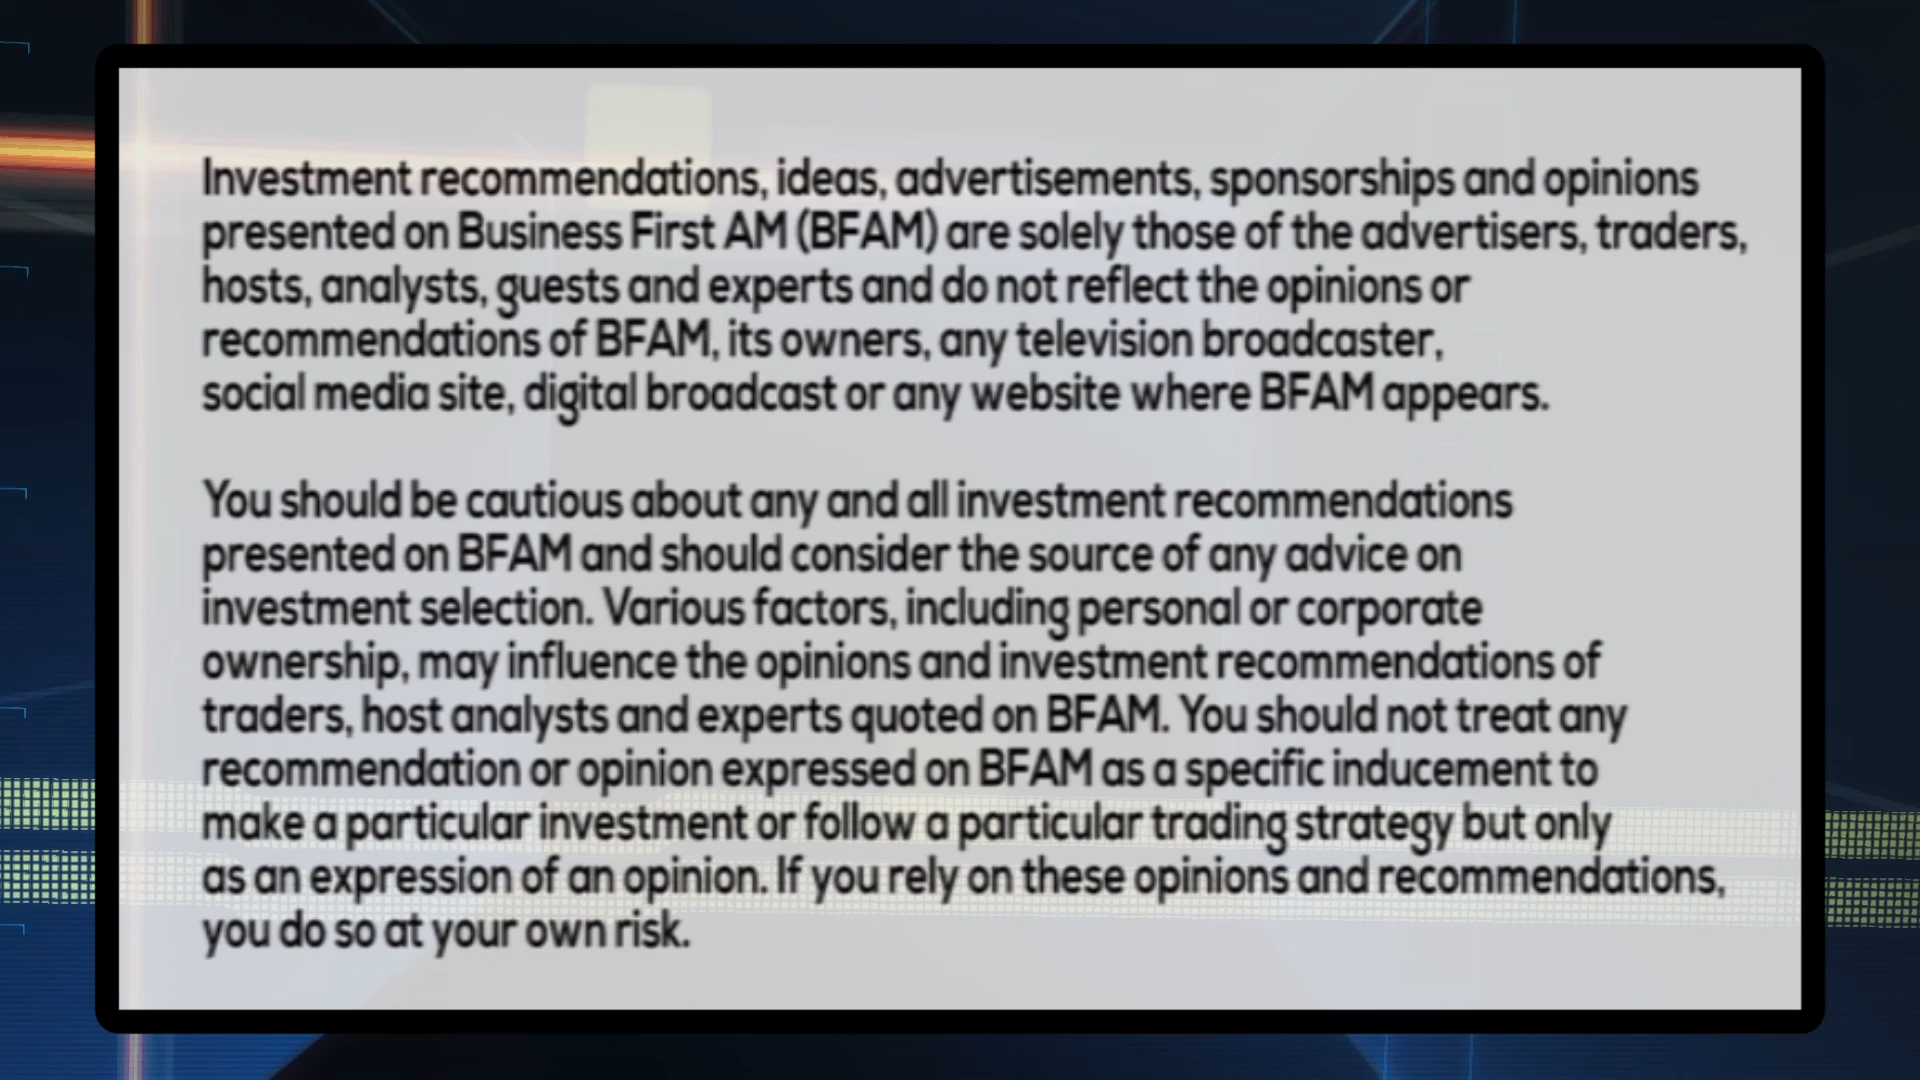 Investment recommendations, ideas, advertisements, sponsorships and opinions
presented on Business First AM (BFAM) are solely those of the advertisers, traders,
hosts, analysts, guests and experts and do not reflect the opinions or
recommendations of BFAM, its owners, any television broadcaster,
social media site, digital broadcast or any website where BFAM appears.
You should be cautious about any and all investment recommendations
presented on BFAM and should consider the source of any advice on
investment selection. Various factors, including personal or corporate
ownership, may influence the opinions and investment recommendations of
traders, host analysts and experts quoted on BFAM. You should not treat any
recommendation or opinion expressed on BFAM as a specific inducement to
make a particular investment or follow a particular trading strategy but only
as an expression of an opinion. If you rely on these opinions and recommendations,
you do so at your own risk.